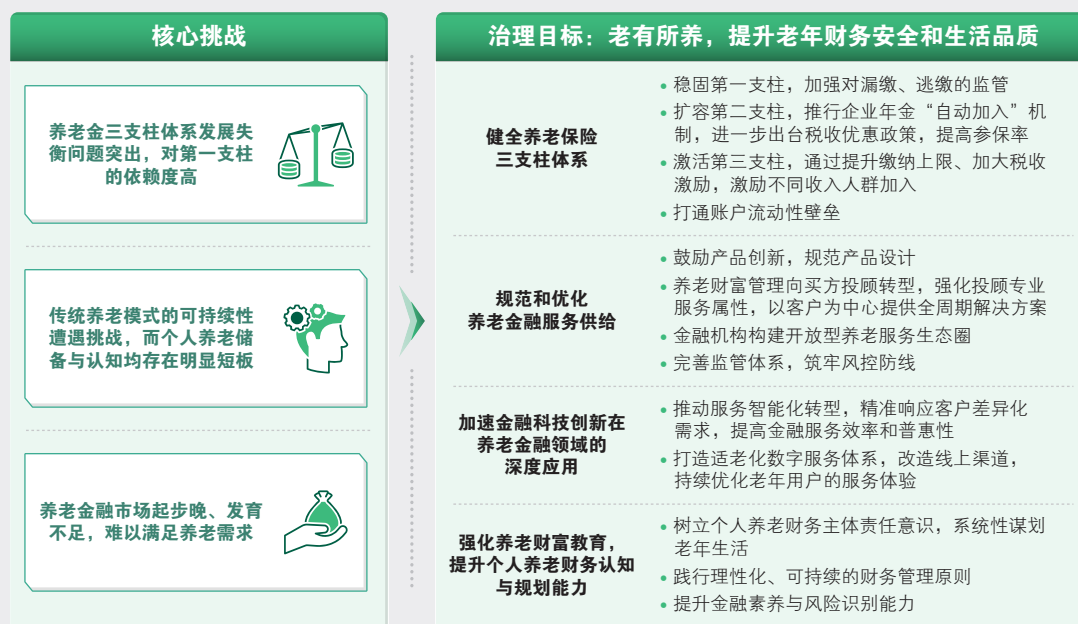 核心挑战
养老金三支柱体系发展失
衡问题突出，对第一支柱
的依赖度高
传统养老模式的可持续性
遭遇挑战，而个人养老储
备与认知均存在明显短板
养老金融市场起步晚、发育
不足，难以满足养老需求
治理目标：老有所养，提升老年财务安全和生活品质
健全养老保险
三支柱体系
• 稳固第一支柱，加强对漏缴、逃缴的监管
• 扩容第二支柱，推行企业年金“自动加入”机
制，进一步出台税收优惠政策，提高参保率
• 激活第三支柱，通过提升缴纳上限、加大税收
激励，激励不同收入人群加入
• 打通账户流动性壁垒
规范和优化
养老金融服务供给
• 鼓励产品创新，规范产品设计
• 养老财富管理向买方投顾转型，强化投顾专业
服务属性，以客户为中心提供全周期解决方案
• 金融机构构建开放型养老服务生态圈
• 完善监管体系，筑牢风控防线
加速金融科技创新在
养老金融领域的
深度应用
• 推动服务智能化转型，精准响应客户差异化
需求，提高金融服务效率和普惠性
• 打造适老化数字服务体系，改造线上渠道，
持续优化老年用户的服务体验
强化养老财富教育，
提升个人养老财务认知
与规划能力
• 树立个人养老财务主体责任意识，系统性谋划
老年生活
• 践行理性化、可持续的财务管理原则
• 提升金融素养与风险识别能力